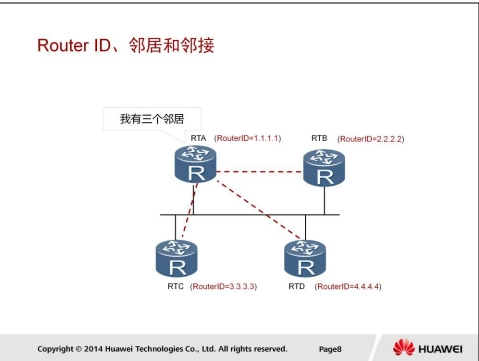 Router ID、邻居和邻接
我有三个邻居
RTA (RouterID=1.1.1.1)
RTB (RouterID=2.2.2.2)
R
R
R
R
RTC (RouterID=3.3.3.3)
RTD (RouterID=4.4.4.4)
Copyright © 2014 Huawei Technologies Co., Ltd. All rights reserved.
Page8
HUAWEI